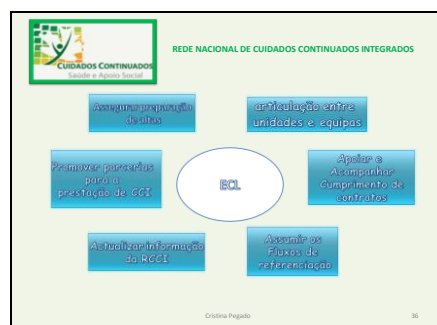 CUIDADOS CONTINUADOS
Saúde e Apoio Social
REDE NACIONAL DE CUIDADOS CONTINUADOS INTEGRADOS
Assegurar preparação
de altas
articulação entre
unidades e equipas
Promover parcerias
para a
prestação de CCI
ECL
Apoiar e
Acompanhar
Cumprimento de
contratos
Actualizar informação
da RCCI
Assumir os
Fluxos de
referenciação
Cristina Pegado
36